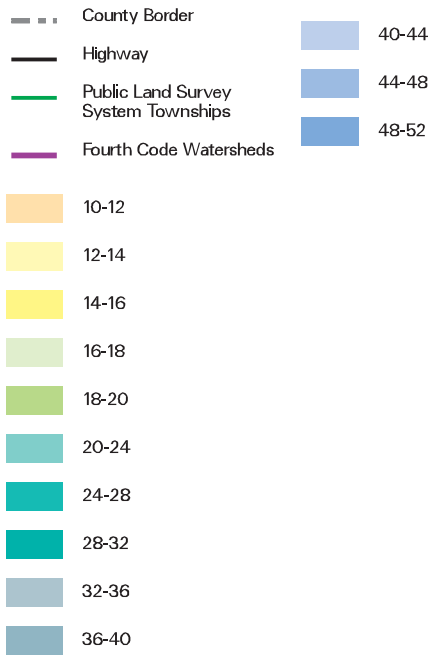 County Border
Highway
Public Land Survey
System Townships
Fourth Code Watersheds
10-12
12-14
14-16
16-18
18-20
20-24
24-28
28-32
32-36
36-40
40-44
44-48
48-52